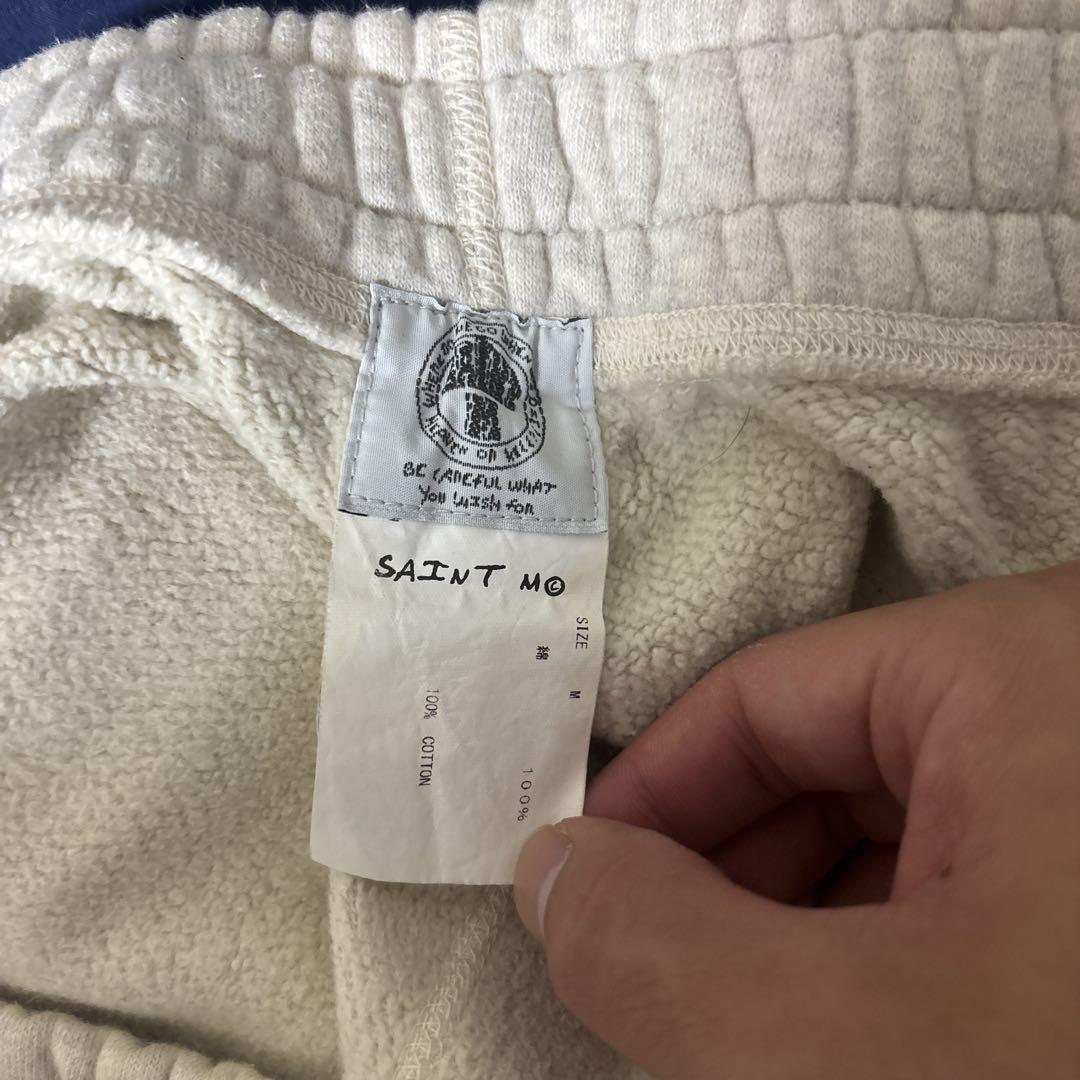 BE CAREFUL WHAT
YOU WISH FOR
SAINT M©
SIZE M
綿 100%
100% COTTON